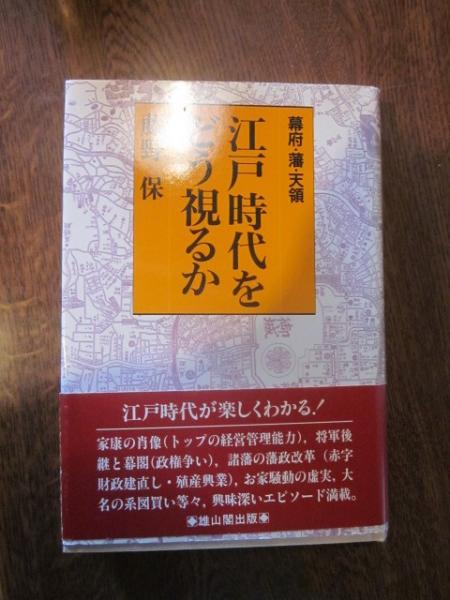 幕府・藩・天領
江戸時代を
どう視るか
藤野 保
江戸時代が楽しくわかる!
家康の肖像(トップの経営管理能力)，将軍後
継と幕閣(政権争い)，諸藩の藩政改革(赤字
財政建直し・殖産興業)，お家騒動の虚実，大
名の系図買い等々，興味深いエピソード満載。
◆雄山閣出版◆